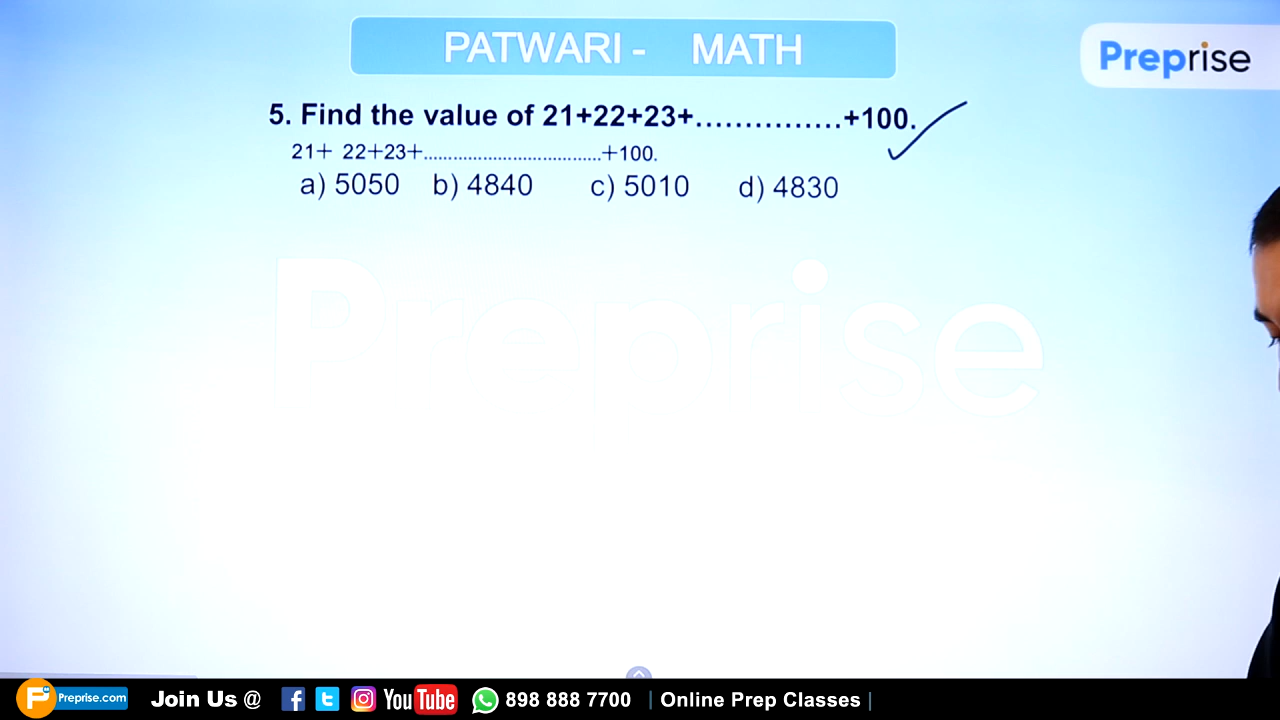 PATWARI - MATH
Preprise
5. Find the value of 21+22+23+...............+100.
21+ 22+23+..................................+100.
a) 5050 b) 4840 c) 5010 d) 4830
Preprise
Preprise.com Join Us @ YouTube 898 888 7700 | Online Prep Classes |